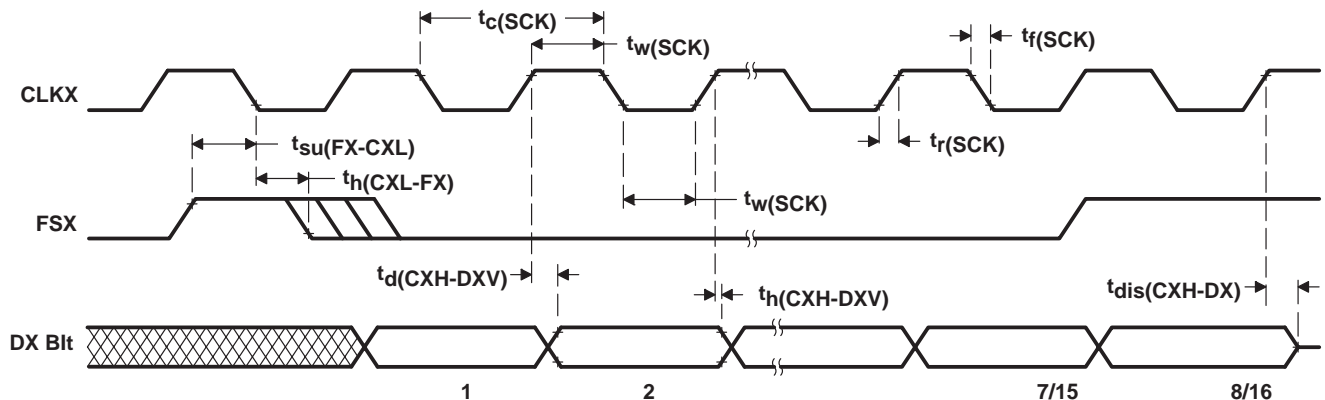 tc(SCK)
tw(SCK)
tf(SCK)
CLKX
tsu(FX-CXL)
tr(SCK)
th(CXL-FX)
tw(SCK)
FSX
td(CXH-DXV)
th(CXH-DXV)
tdis(CXH-DX)
DX BIt
1 2 7/15 8/16